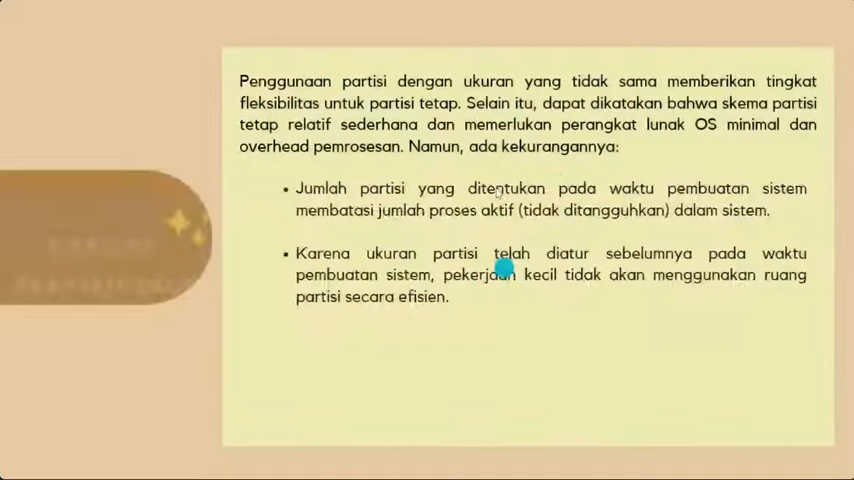 Penggunaan partisi dengan ukuran yang tidak sama memberikan tingkat
fleksibilitas untuk partisi tetap. Selain itu, dapat dikatakan bahwa skema partisi
tetap relatif sederhana dan memerlukan perangkat lunak OS minimal dan
overhead pemrosesan. Namun, ada kekurangannya:
• Jumlah partisi yang ditentukan pada waktu pembuatan sistem
membatasi jumlah proses aktif (tidak ditangguhkan) dalam sistem.
• Karena ukuran partisi telah diatur sebelumnya pada waktu
pembuatan sistem, pekerjaan kecil tidak akan menggunakan ruang
partisi secara efisien.